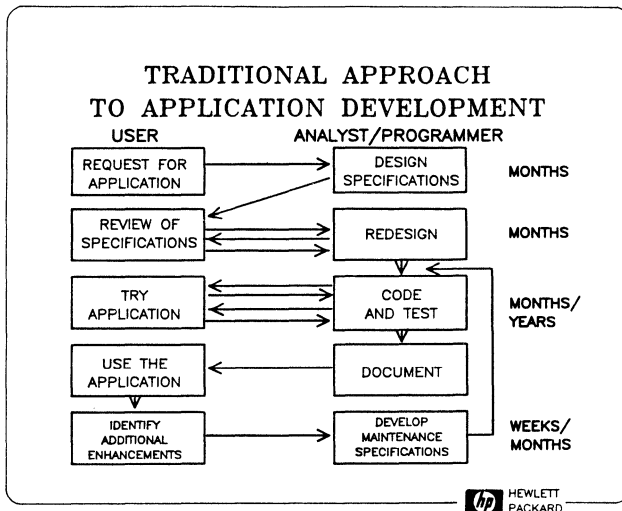 TRADITIONAL APPROACH
TO APPLICATION DEVELOPMENT
USER
ANALYST/PROGRAMMER
REQUEST FOR
APPLICATION
DESIGN
SPECIFICATIONS
MONTHS
REVIEW OF
SPECIFICATIONS
REDESIGN
MONTHS
TRY
APPLICATION
CODE
AND TEST
MONTHS/
YEARS
USE THE
APPLICATION
DOCUMENT
IDENTIFY
ADDITIONAL
ENHANCEMENTS
DEVELOP
MAINTENANCE
SPECIFICATIONS
WEEKS/
MONTHS
hp
HEWLETT
PACKARD